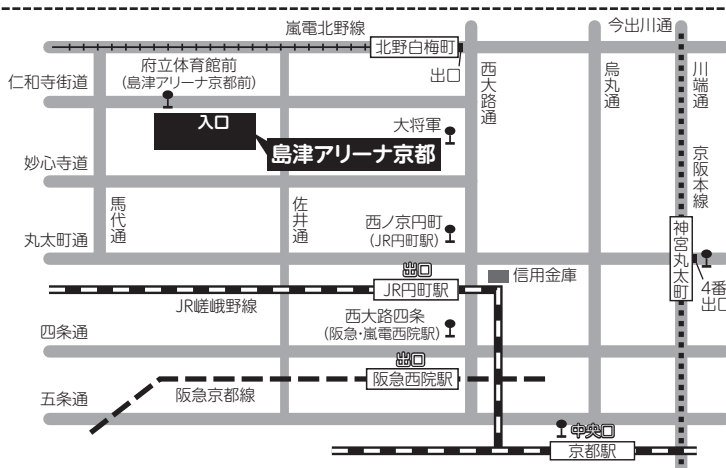 嵐電北野線
今出川通
北野白梅町
出口
仁和寺街道
府立体育館前
(島津アリーナ京都前)
西大路通
烏丸通
川端通
入口
大将軍
島津アリーナ京都
妙心寺道
京阪本線
馬代通
佐井通
西ノ京円町
(JR円町駅)
丸太町通
神宮丸太町
4番
出口
出口
JR円町駅
信用金庫
JR嵯峨野線
西大路四条
(阪急・嵐電西院駅)
四条通
出口
阪急西院駅
五条通
阪急京都線
中央口
京都駅